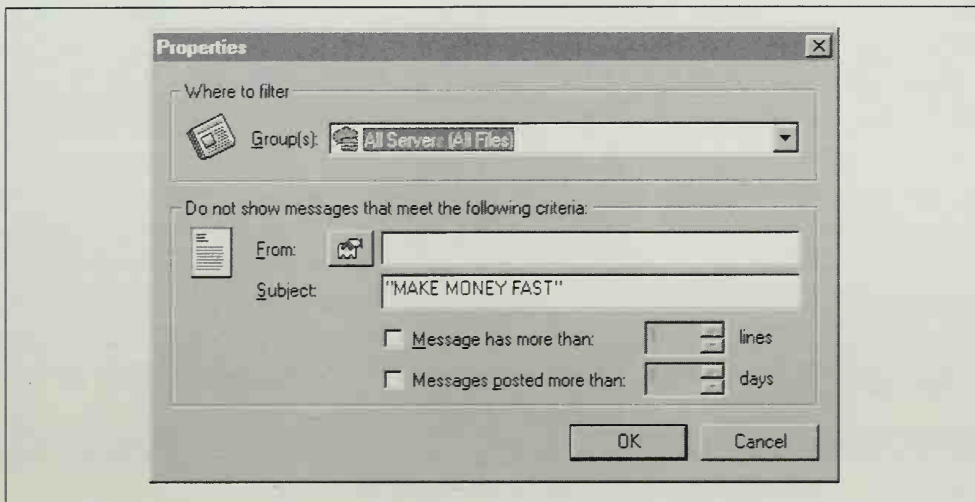 Properties
Where to filter
Group(s): All Servers (All Files)
Do not show messages that meet the following criteria:
From:
Subject: "MAKE MONEY FAST"
Message has more than: lines
Messages posted more than: days
OK Cancel